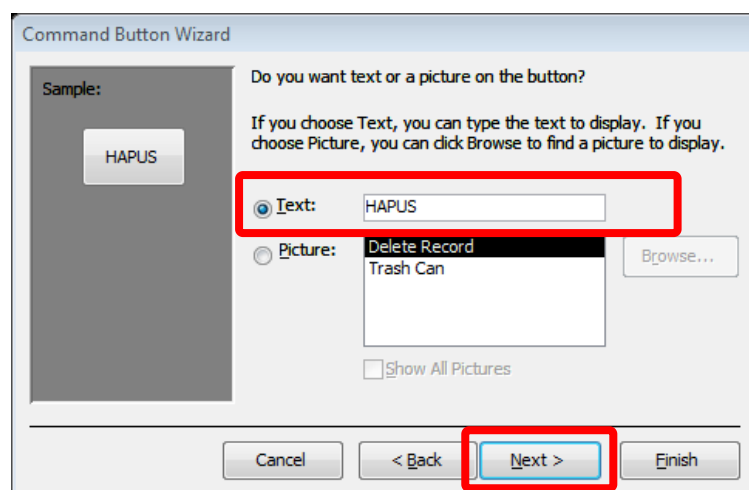 Command Button Wizard
Sample:
HAPUS
Do you want text or a picture on the button?
If you choose Text, you can type the text to display. If you
choose Picture, you can click Browse to find a picture to display.
Text: HAPUS
Picture: Delete Record
Trash Can
Browse...
Show All Pictures
Cancel < Back Next > Finish